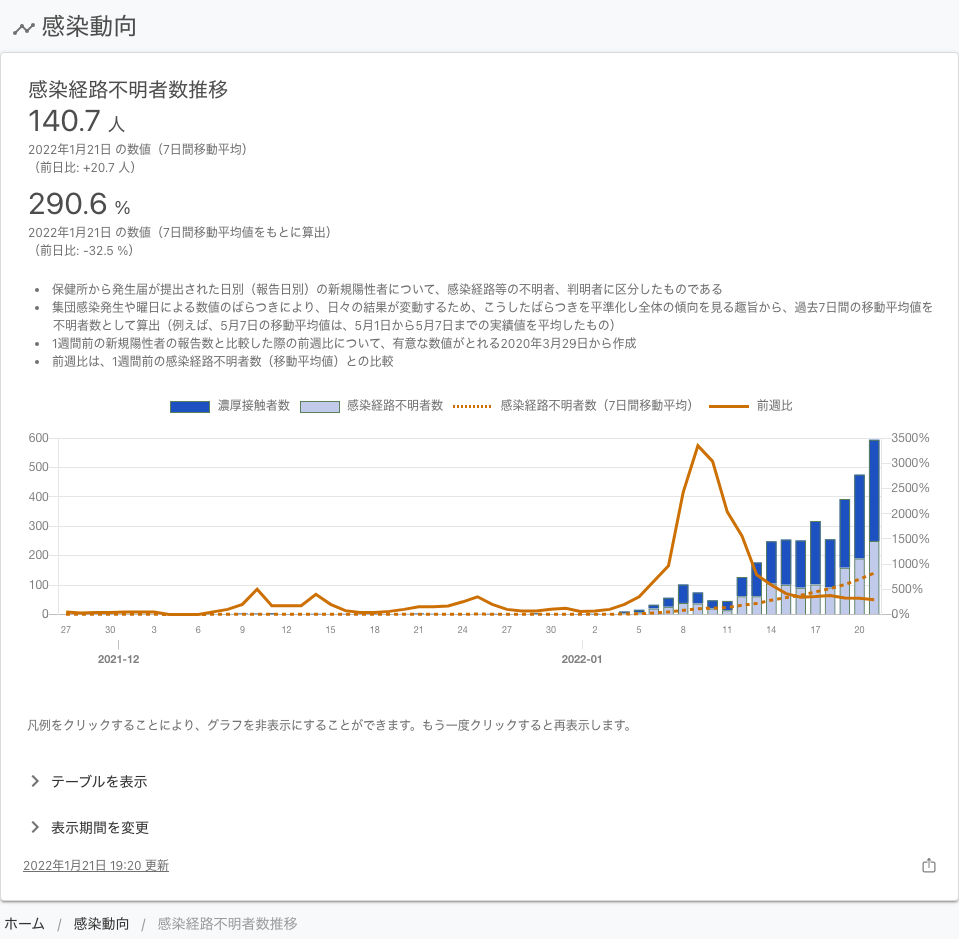 感染動向
感染経路不明者数推移
140.7 人
2022年1月21日 の数値（7日間移動平均）
（前日比: +20.7 人）
290.6 %
2022年1月21日 の数値（7日間移動平均値をもとに算出）
（前日比: -32.5 %）
• 保健所から発生届が提出された日別（報告日別）の新規陽性者について、感染経路等の不明者、判明者に区分したものである
• 集団感染発生や曜日による数値のばらつきにより、日々の結果が変動するため、こうしたばらつきを平準化し全体の傾向を見る趣旨から、過去7日間の移動平均値を
不明者数として算出（例えば、5月7日の移動平均値は、5月1日から5月7日までの実績値を平均したもの）
• 1週間前の新規陽性者の報告数と比較した際の前週比について、有意な数値がとれる2020年3月29日から作成
• 前週比は、1週間前の感染経路不明者数（移動平均値）との比較
濃厚接触者数 感染経路不明者数 感染経路不明者数（7日間移動平均） 前週比
600 3500%
3000%
500
2500%
400
2000%
300
1500%
200
1000%
100
500%
0 0%
27 30 3 6 9 12 15 18 21 24 27 30 2 5 8 11 14 17 20
2021-12 2022-01
凡例をクリックすることにより、グラフを非表示にすることができます。もう一度クリックすると再表示します。
テーブルを表示
表示期間を変更
2022年1月21日 19:20 更新
ホーム / 感染動向 / 感染経路不明者数推移